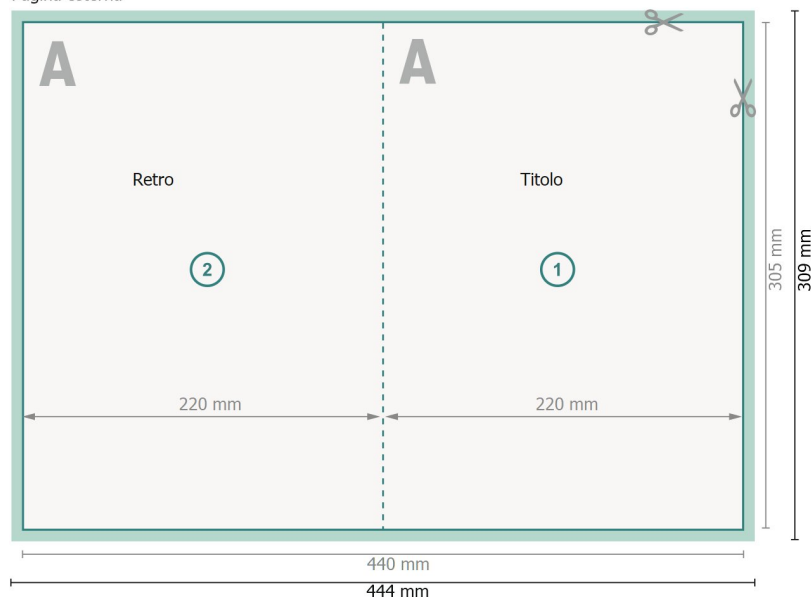 Pagina esterna
A
A
Retro
Titolo
2
1
220 mm
220 mm
305 mm
309 mm
440 mm
444 mm